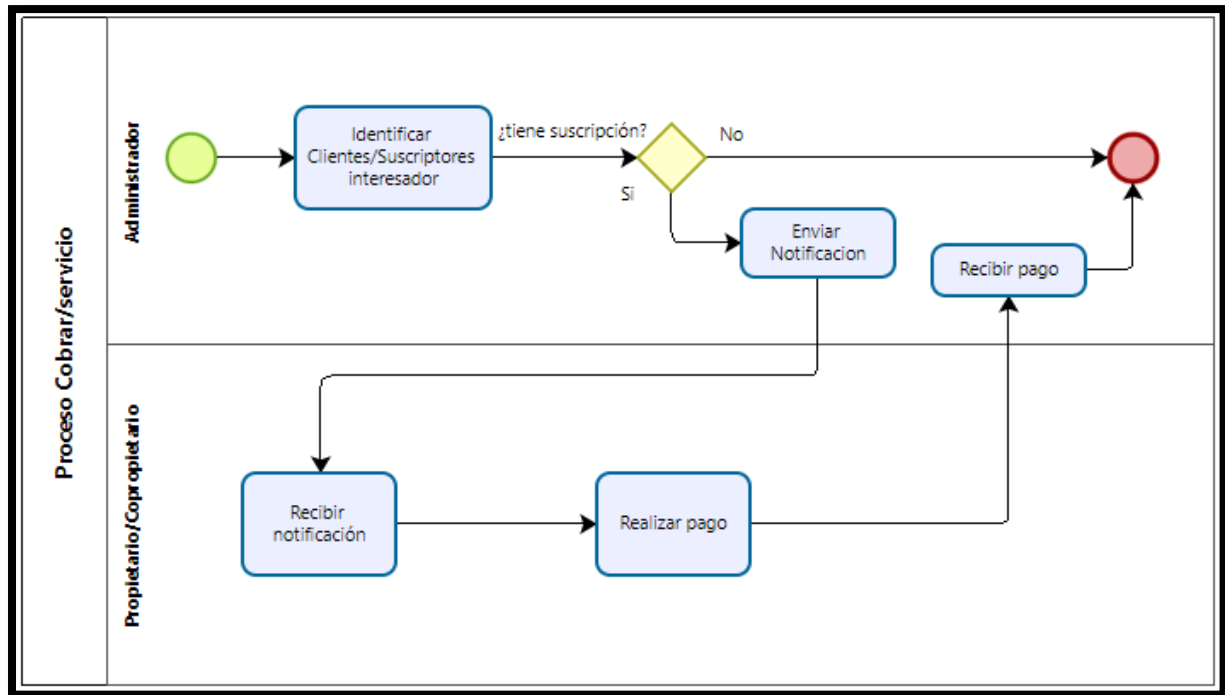 Proceso Cobrar/servicio
Administrador
Identificar
Clientes/Suscriptores
interesador
¿tiene suscripción?
No
Si
Enviar
Notificacion
Recibir pago
Propietario/Copropietario
Recibir
notificación
Realizar pago